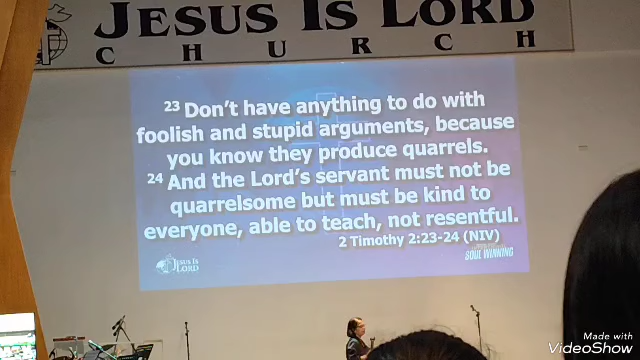 JESUS IS LORD
CHURCH
23 Don't have anything to do with
foolish and stupid arguments, because
you know they produce quarrels.
24 And the Lord's servant must not be
quarrelsome but must be kind to
everyone, able to teach, not resentful.
2 Timothy 2:23-24 (NIV)
JESUS IS
LORD
SOUL WINNING
Made with
VideoShow